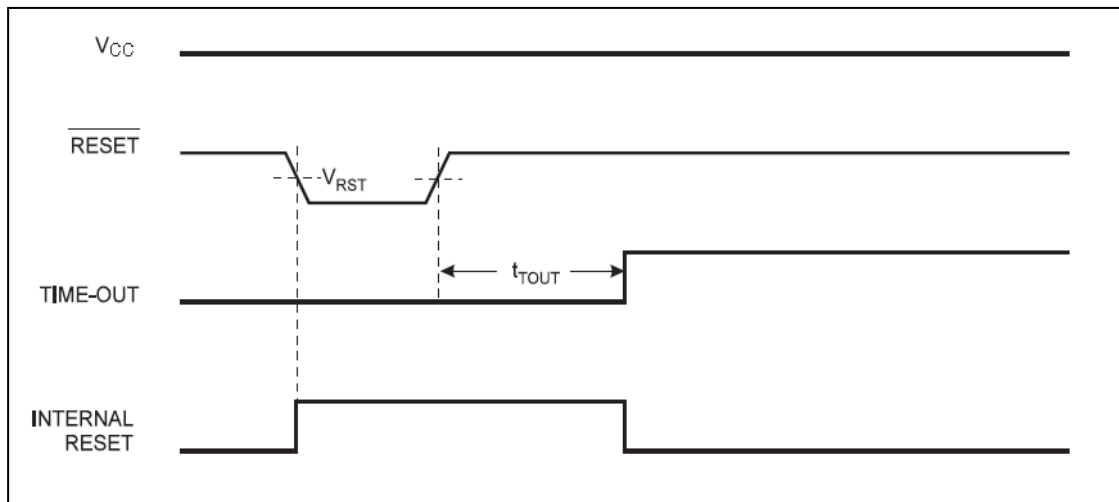 VCC
RESET
VRST
tTOUT
TIME-OUT
INTERNAL
RESET